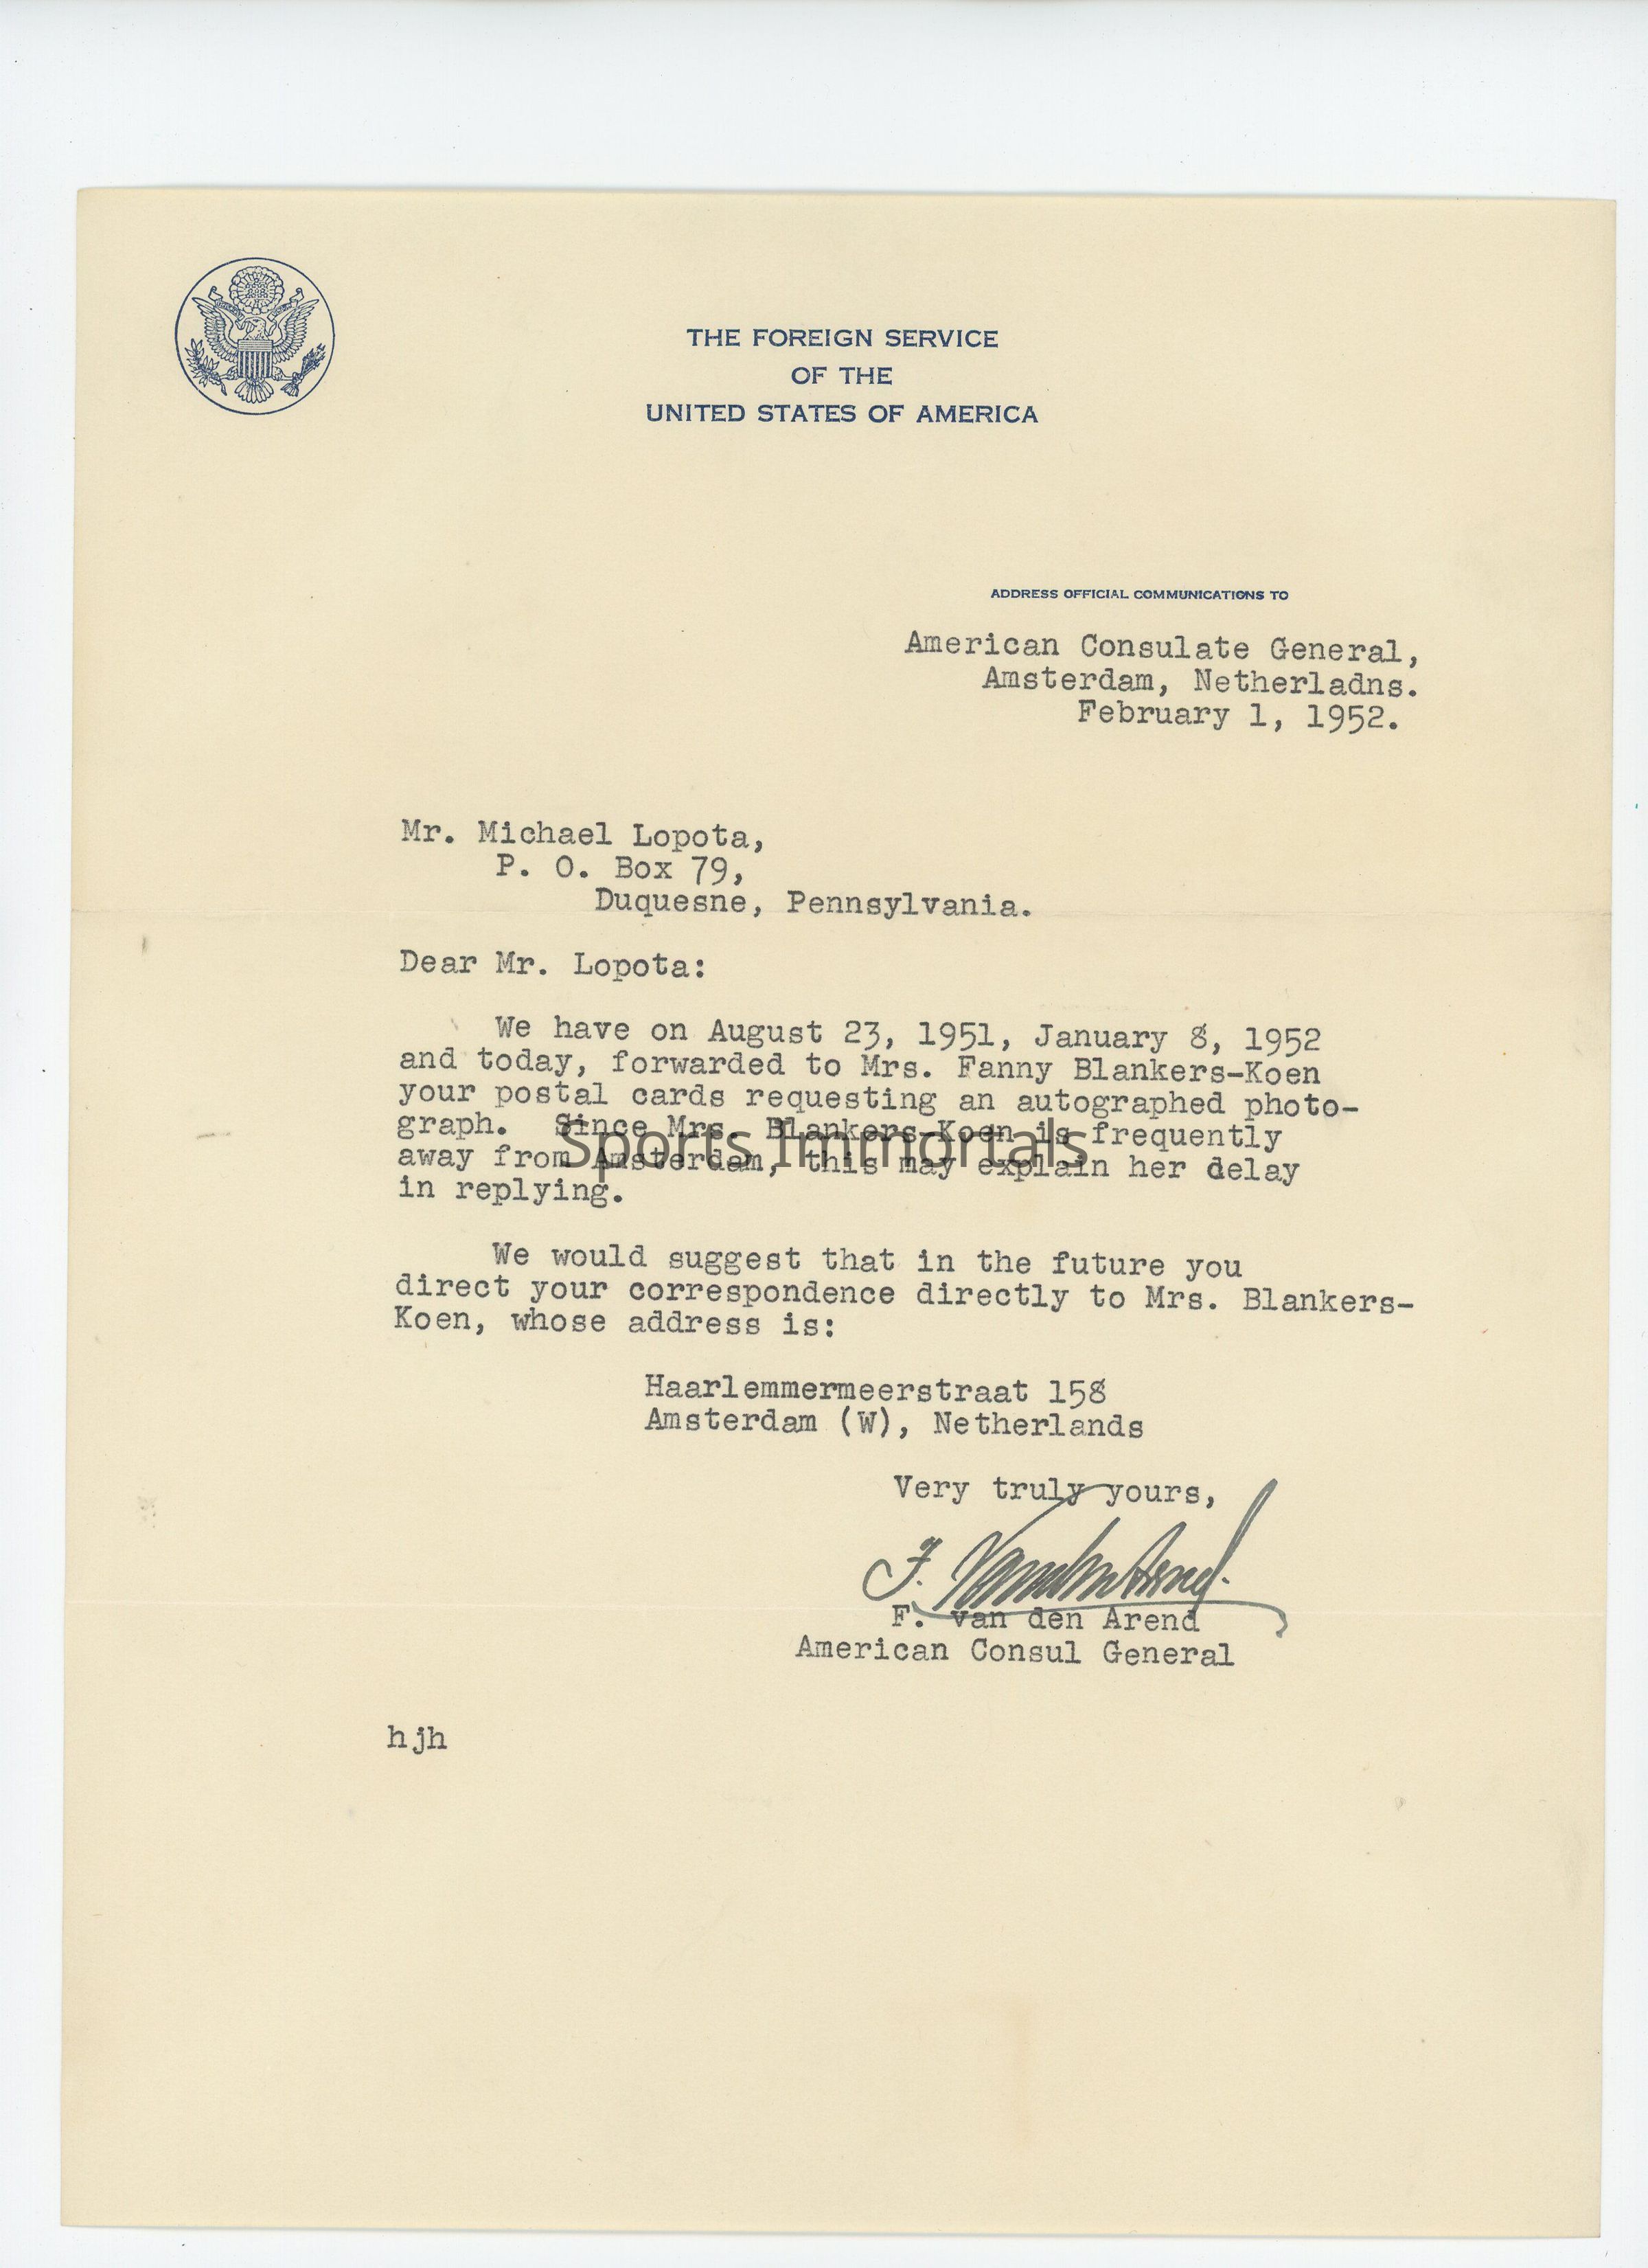 THE FOREIGN SERVICE
OF THE
UNITED STATES OF AMERICA
ADDRESS OFFICIAL COMMUNICATIONS TO
American Consulate General,
Amsterdam, Netherladns.
February 1, 1952.
Mr. Michael Lopota,
P. O. Box 79,
Duquesne, Pennsylvania.
Dear Mr. Lopota:
We have on August 23, 1951, January 8, 1952
and today, forwarded to Mrs. Fanny Blankers-Koen
your postal cards requesting an autographed photo-
graph. Since Mrs. Blankers-Koen is frequently
Sports Immortals
away from Amsterdam, this may explain her delay
in replying.
We would suggest that in the future you
direct your correspondence directly to Mrs. Blankers-
Koen, whose address is:
Haarlemmermeerstraat 158
Amsterdam (W), Netherlands
Very truly yours,
F. van den Arend
F. van den Arend
American Consul General
hjh